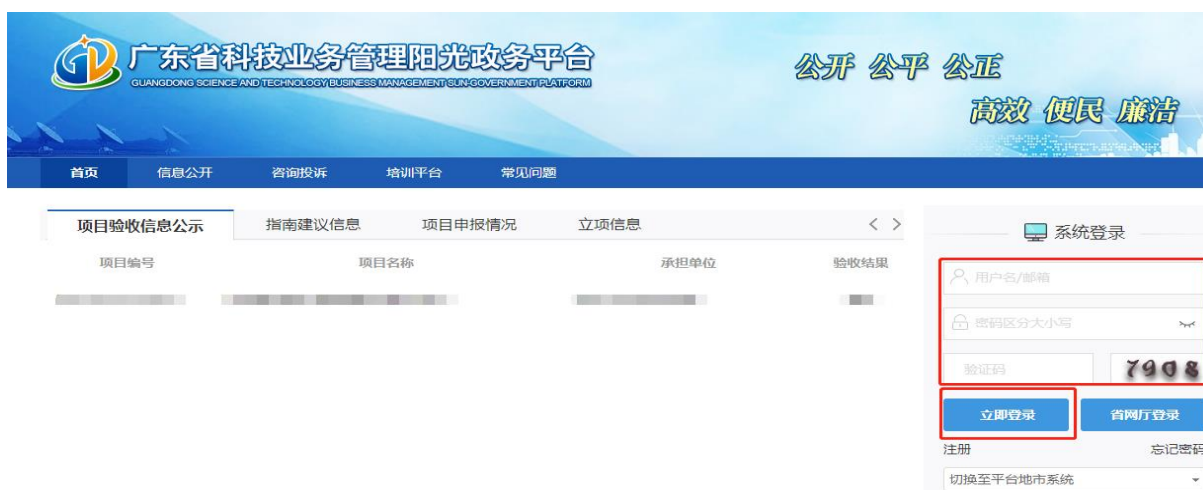 广东省科技业务管理阳光政务平台
GUANGDONG SCIENCE AND TECHNOLOGY BUSINESS MANAGEMENT SUN-GOVERNMENT PLATFORM
公开 公平 公正
高效 便民 廉洁
首页 信息公开 咨询投诉 培训平台 常见问题
项目验收信息公示 指南建议信息 项目申报情况 立项信息 < >
项目编号 项目名称 承担单位 验收结果
系统登录
用户名/邮箱
密码区分大小写
验证码 7908
立即登录 省网厅登录
注册 忘记密码
切换至平台地市系统